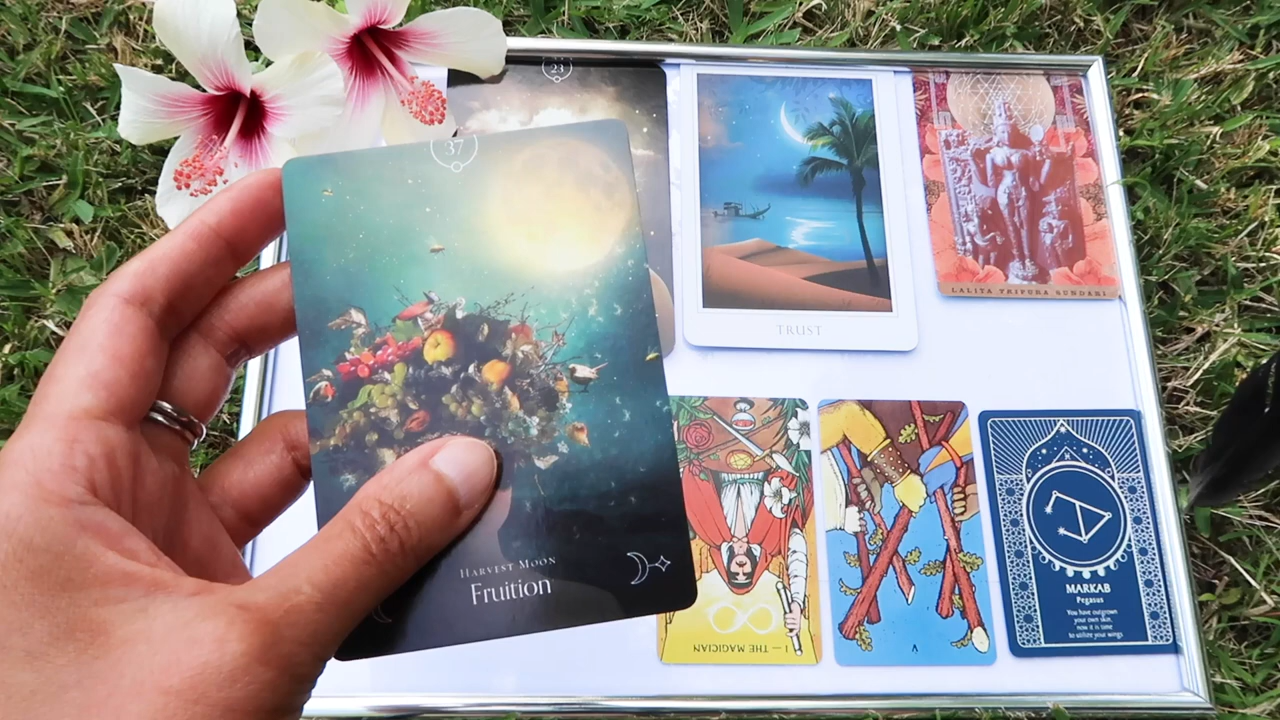 23
37
HARVEST MOON
Fruition
TRUST
LALITA TRIPURA SUNDARI
I — THE MAGICIAN
V
MARKAB
Pegasus
You have outgrown
your own skin,
now it is time
to utilize your wings